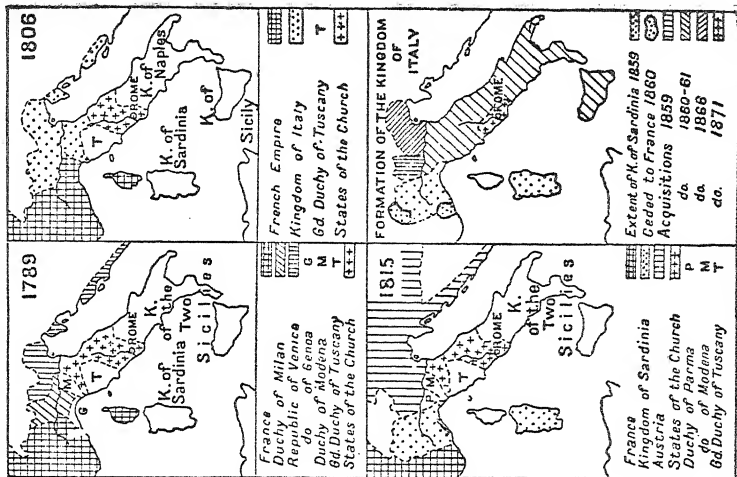 1789
G
M
T
ROME
K.
of the
K. of
Sardinia
Two
Sicilies
France
Duchy of Milan
Republic of Venice
do of Genoa G
Duchy of Modena M
Gd. Duchy of Tuscany T
States of the Church
1806
T
ROME
K. of
Naples
K. of
Sardinia
K. of
Sicily
French Empire
Kingdom of Italy
Gd. Duchy of Tuscany T
States of the Church
1815
P
M
T
ROME
K.
of the
Two
Sicilies
France
Kingdom of Sardinia
Austria
States of the Church
Duchy of Parma P
do of Modena M
Gd. Duchy of Tuscany T
FORMATION OF THE KINGDOM
OF
ITALY
ROME
Extent of K. of Sardinia 1859
Ceded to France 1860
Acquisitions 1859
do. 1860-61
do. 1866
do. 1871